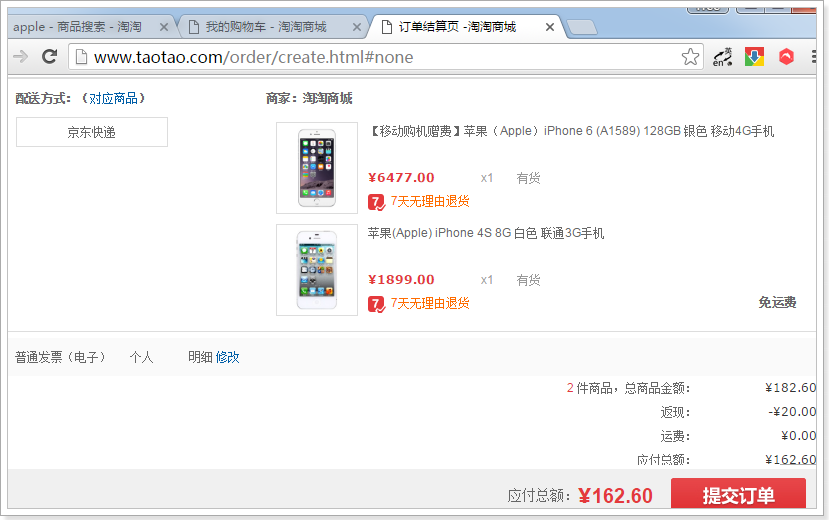 apple - 商品搜索 - 淘淘
我的购物车 - 淘淘商城
订单结算页 -淘淘商城
www.taotao.com/order/create.html#none
英
en
配送方式：（对应商品）
商家：淘淘商城
京东快递
【移动购机赠费】苹果（Apple）iPhone 6 (A1589) 128GB 银色 移动4G手机
¥6477.00 x1 有货
7 7天无理由退货
苹果(Apple) iPhone 4S 8G 白色 联通3G手机
¥1899.00 x1 有货
7 7天无理由退货
免运费
普通发票（电子） 个人 明细 修改
2 件商品，总商品金额： ¥182.60
返现： -¥20.00
运费： ¥0.00
应付总额： ¥162.60
应付总额：¥162.60 提交订单